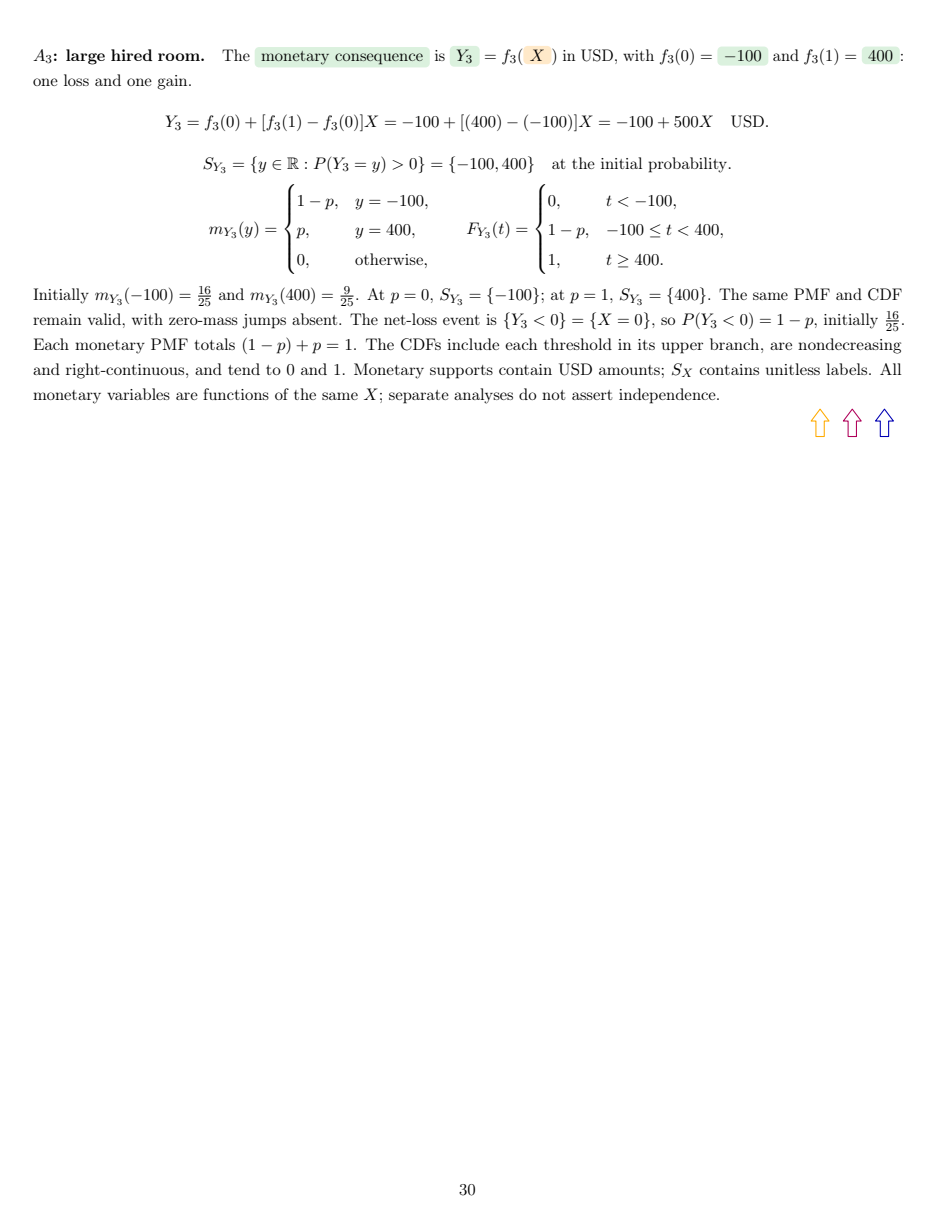 A₃: large hired room. The monetary consequence is Y₃ = f₃( X ) in USD, with f₃(0) = −100 and f₃(1) = 400 :
one loss and one gain.
Y₃ = f₃(0) + [f₃(1) − f₃(0)]X = −100 + [(400) − (−100)]X = −100 + 500X USD.
S_{Y₃} = {y ∈ ℝ : P(Y₃ = y) > 0} = {−100, 400} at the initial probability.
m_{Y₃}(y) = { 1 − p, y = −100, p, y = 400, 0, otherwise, F_{Y₃}(t) = { 0, t < −100, 1 − p, −100 ≤ t < 400, 1, t ≥ 400.
Initially m_{Y₃}(−100) = 16/25 and m_{Y₃}(400) = 9/25. At p = 0, S_{Y₃} = {−100}; at p = 1, S_{Y₃} = {400}. The same PMF and CDF
remain valid, with zero-mass jumps absent. The net-loss event is {Y₃ < 0} = {X = 0}, so P(Y₃ < 0) = 1 − p, initially 16/25.
Each monetary PMF totals (1 − p) + p = 1. The CDFs include each threshold in its upper branch, are nondecreasing
and right-continuous, and tend to 0 and 1. Monetary supports contain USD amounts; S_X contains unitless labels. All
monetary variables are functions of the same X; separate analyses do not assert independence.
30